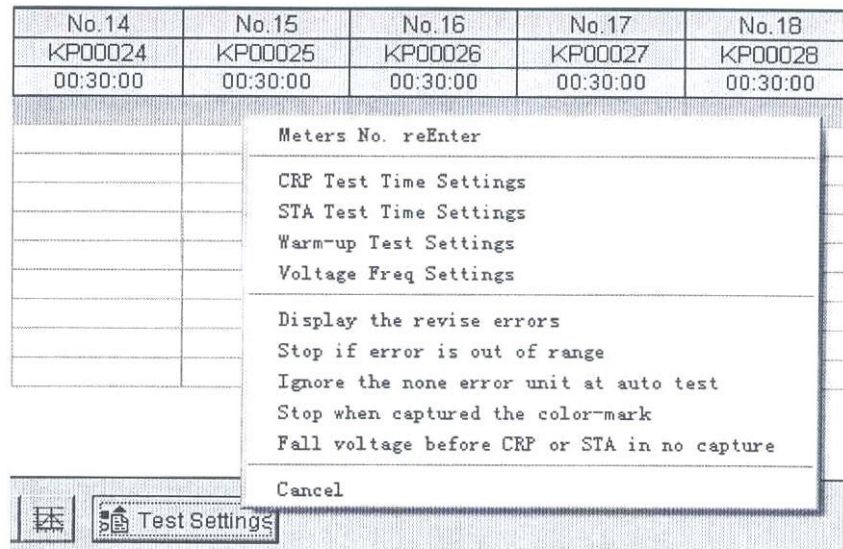 No.14 No.15 No.16 No.17 No.18
KP00024 KP00025 KP00026 KP00027 KP00028
00:30:00 00:30:00 00:30:00 00:30:00 00:30:00
Meters No. reEnter
CRP Test Time Settings
STA Test Time Settings
Warm-up Test Settings
Voltage Freq Settings
Display the revise errors
Stop if error is out of range
Ignore the none error unit at auto test
Stop when captured the color-mark
Fall voltage before CRP or STA in no capture
Cancel
Test Settings